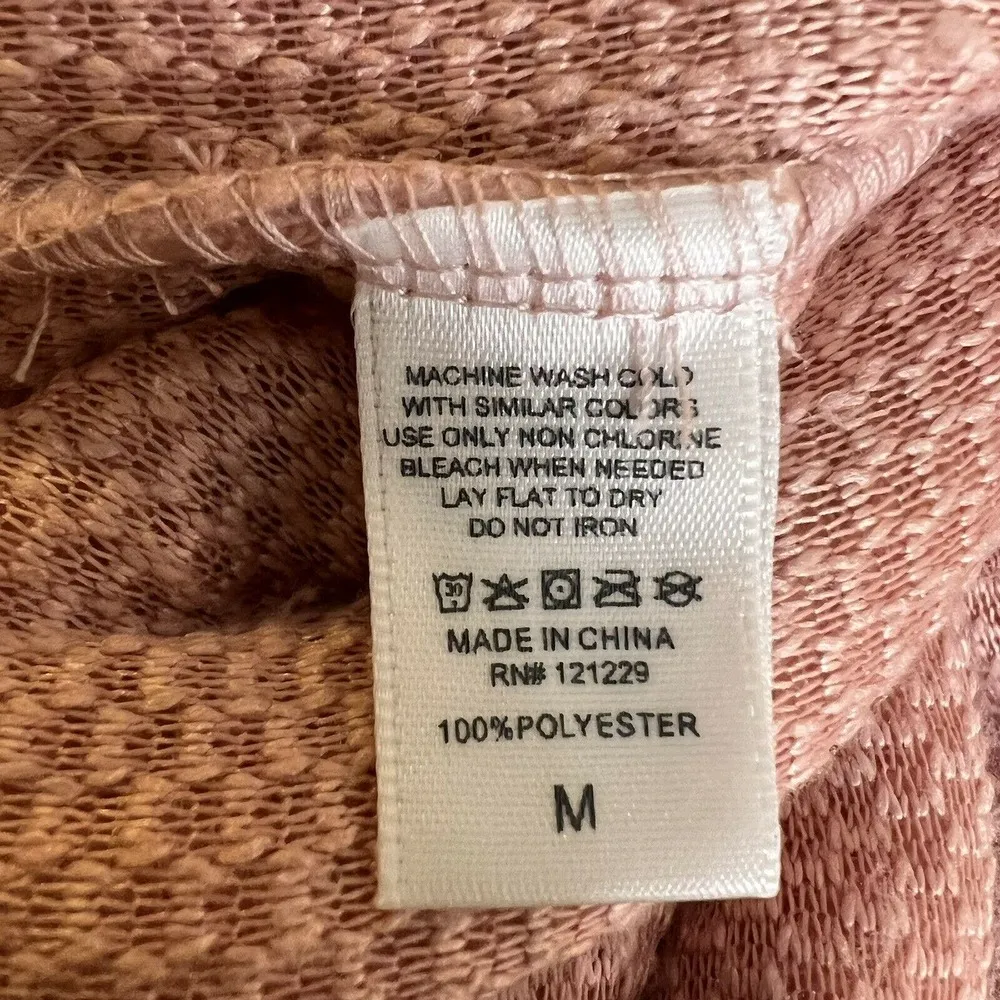 MACHINE WASH COLD
WITH SIMILAR COLORS
USE ONLY NON CHLORINE
BLEACH WHEN NEEDED
LAY FLAT TO DRY
DO NOT IRON
30
MADE IN CHINA
RN# 121229
100%POLYESTER
M